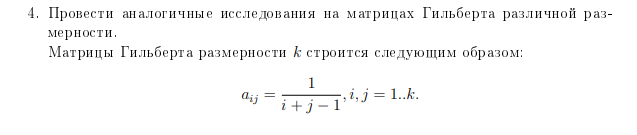 4. Провести аналогичные исследования на матрицах Гильберта различной раз-
мерности.
Матрицы Гильберта размерности k строится следующим образом:
a_{ij} = \frac{1}{i + j - 1}, i, j = 1..k.